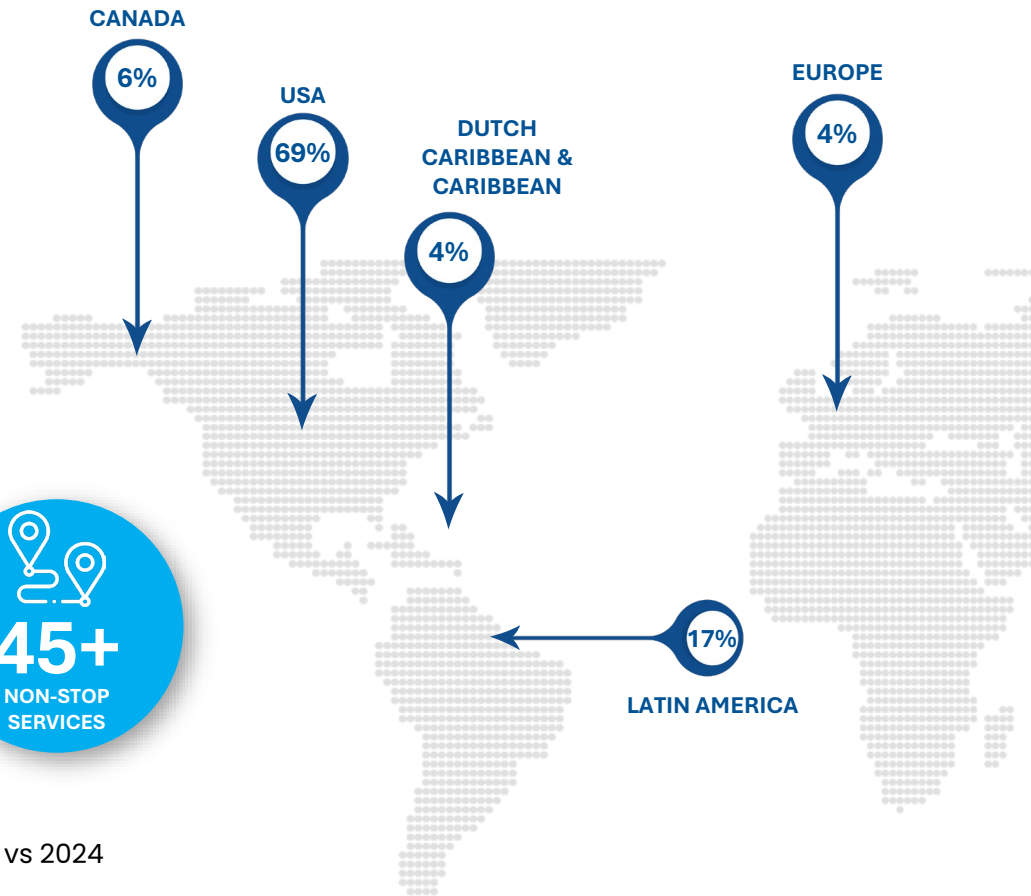 CANADA
6%
USA
69%
DUTCH
CARIBBEAN &
CARIBBEAN
4%
EUROPE
4%
45+
NON-STOP
SERVICES
17%
LATIN AMERICA
vs 2024